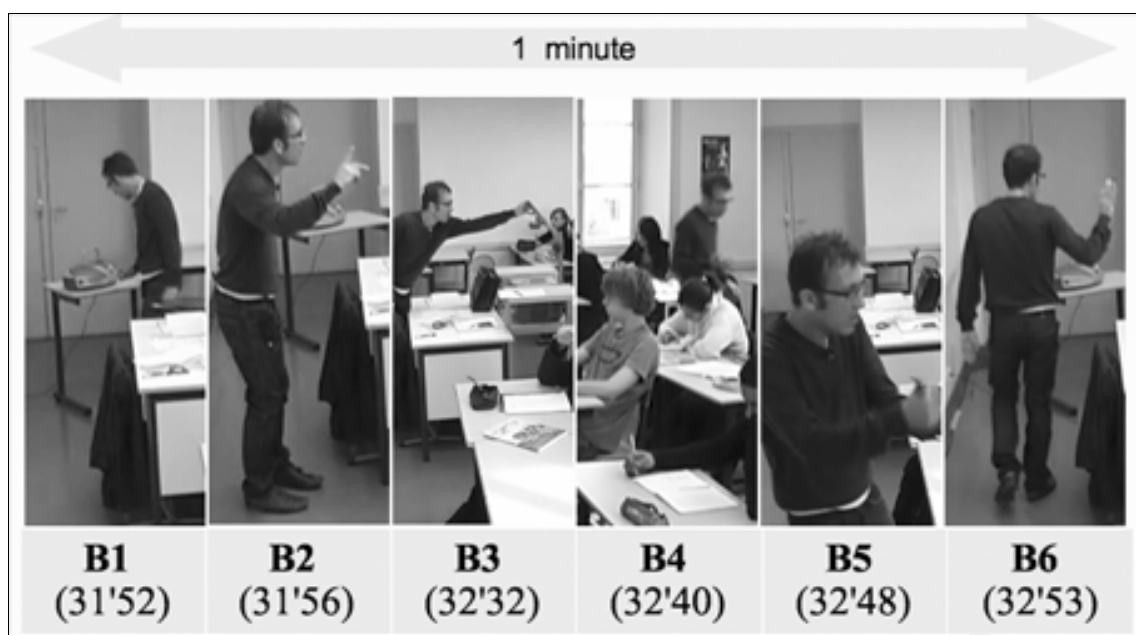 1 minute
B1
(31'52)
B2
(31'56)
B3
(32'32)
B4
(32'40)
B5
(32'48)
B6
(32'53)